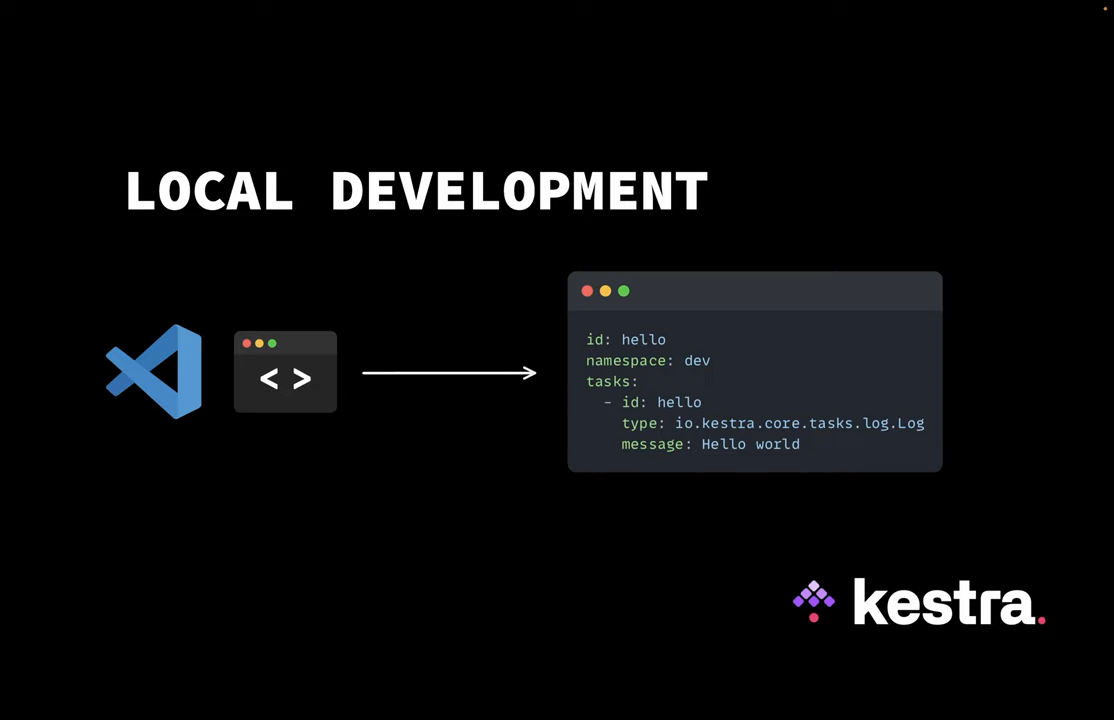 LOCAL DEVELOPMENT
< >
id: hello
namespace: dev
tasks:
  - id: hello
    type: io.kestra.core.tasks.log.Log
    message: Hello world
kestra.